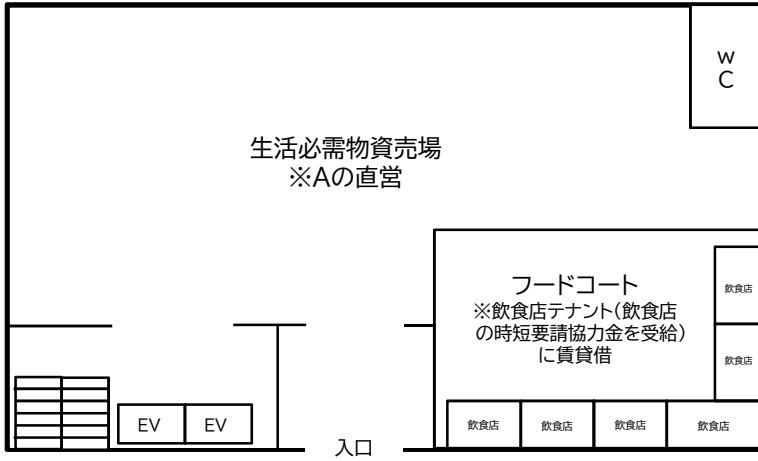 W
C
生活必需物資売場
※Aの直営
フードコート
※飲食店テナント(飲食店
の時短要請協力金を受給)
に賃貸借
飲食店
飲食店
EV
EV
飲食店
飲食店
飲食店
飲食店
入口